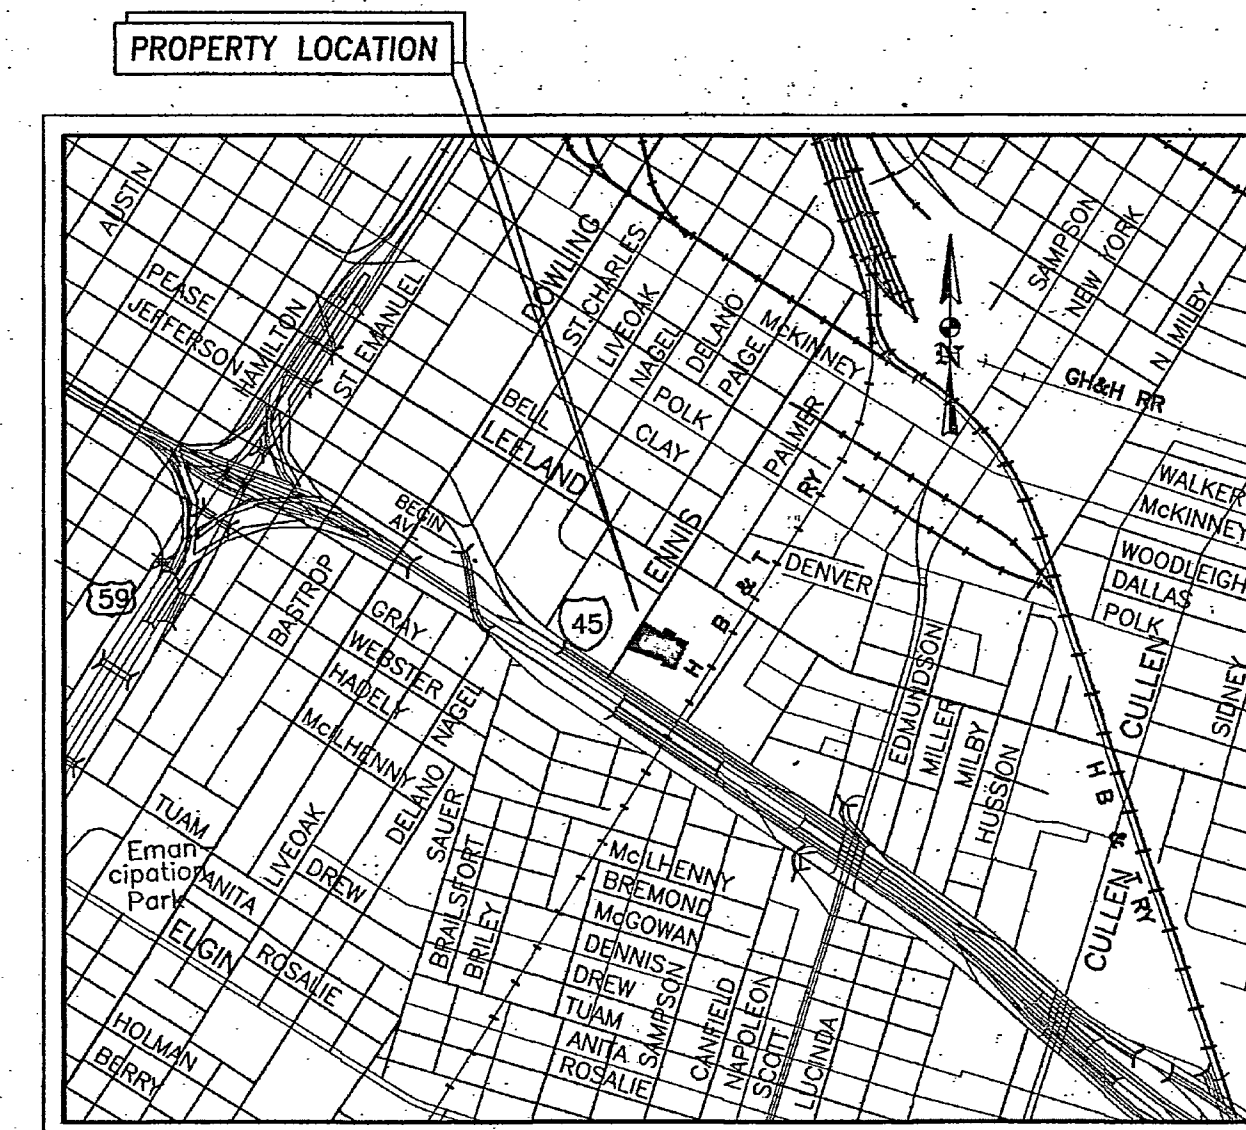 PROPERTY LOCATION
AUSTIN
PEASE
JEFFERSON
HAMILTON
ST EMANUEL
DOWLING
ST. CHARLES
LIVEOAK
NAGEL
DELANO
PAIGE
McKINNEY
SAMPSON
NEW YORK
N MILBY
N
GH&H RR
BELL
LEELAND
POLK
CLAY
PALMER
RY
WALKER
McKINNEY
WOODLEIGH
DALLAS
POLK
BEGIN
AV
ENNIS
DENVER
H B & T
59
45
BASTROP
GRAY
WEBSTER
HADELY
McILHENNY
NAGEL
EDMUNDSON
MILLER
MILBY
HUSSION
CULLEN
SIDNEY
H B & T RY
CULLEN
TUAM
Eman
cipation
Park
ANITA
LIVEOAK
DREW
DELANO
SAUER
BRAILSFORT
BRILEY
ELGIN
ROSALIE
HOLMAN
BERRY
McILHENNY
BREMOND
McGOWAN
DENNIS
DREW
TUAM
ANITA
ROSALIE
SAMPSON
CANFIELD
NAPOLEON
SCOTT
LUCINDA